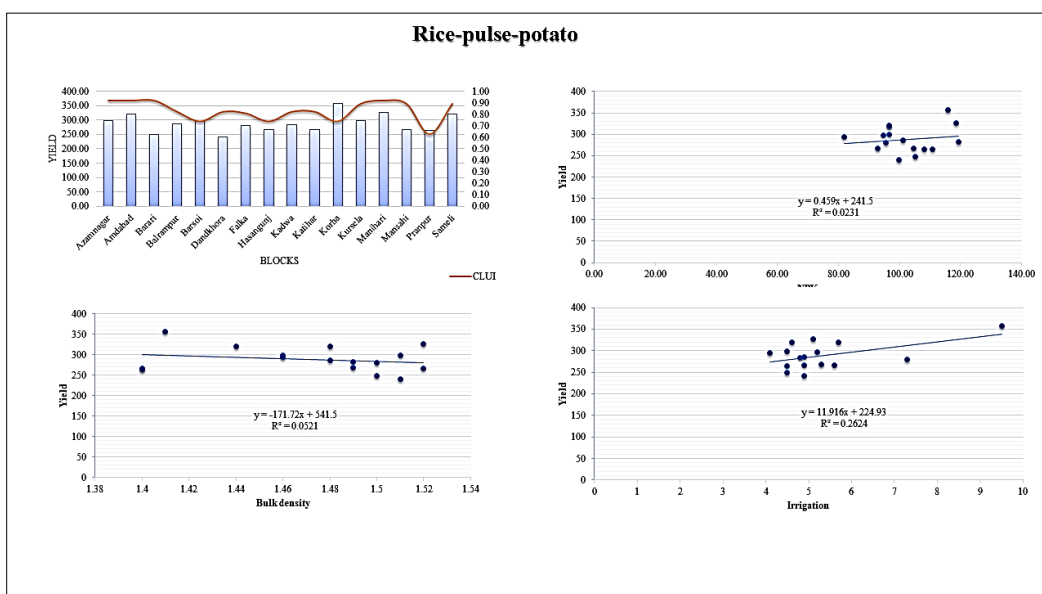 Rice-pulse-potato
400.00
350.00
300.00
250.00
200.00
150.00
100.00
50.00
0.00
YIELD
1.00
0.90
0.80
0.70
0.60
0.50
0.40
0.30
0.20
0.10
0.00
Azamnagar
Amdabad
Barari
Balrampur
Barsoi
Dandkhora
Falka
Hasangunj
Kadwa
Katihar
Korha
Kursela
Manihari
Mansahi
Pranpur
Sameli
BLOCKS
CLUI
400
350
300
250
200
150
100
50
0
Yield
y = 0.459x + 241.5
R² = 0.0231
0.00 20.00 40.00 60.00 80.00 100.00 120.00 140.00
400
350
300
250
200
150
100
50
0
Yield
y = -171.72x + 541.5
R² = 0.0521
1.38 1.4 1.42 1.44 1.46 1.48 1.5 1.52 1.54
Bulk density
400
350
300
250
200
150
100
50
0
Yield
y = 11.916x + 224.93
R² = 0.2624
0 1 2 3 4 5 6 7 8 9 10
Irrigation